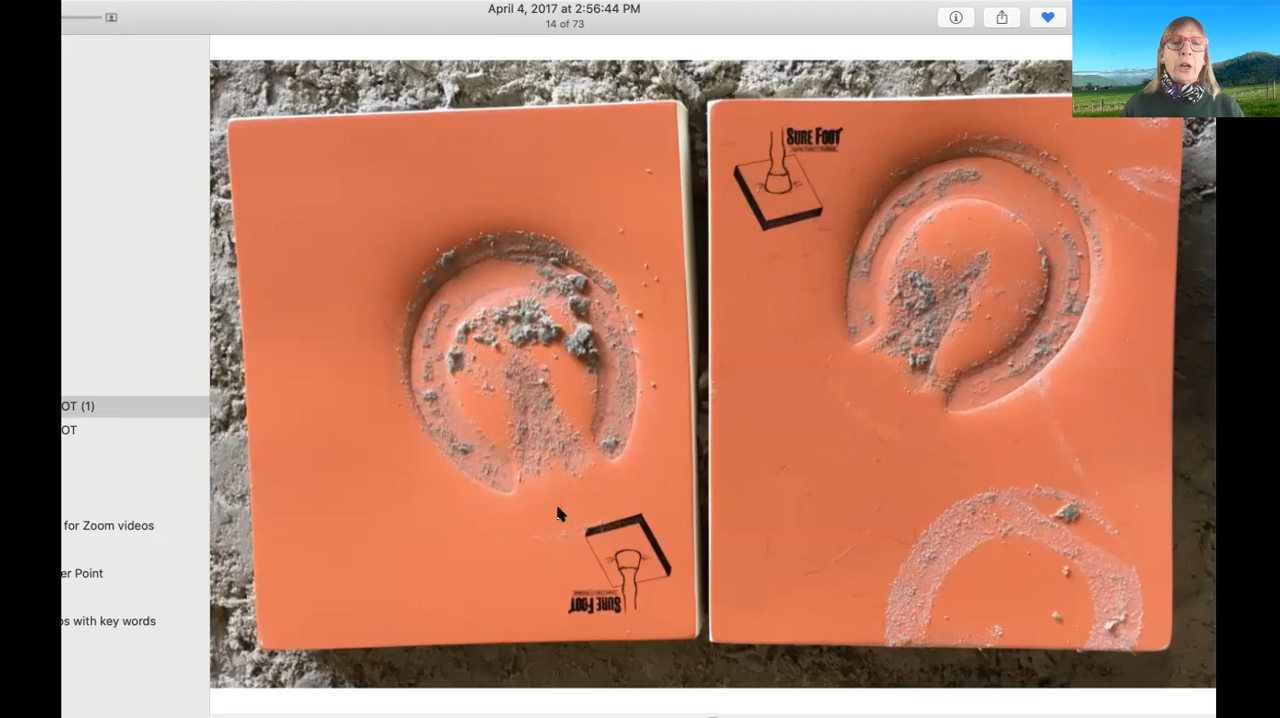 April 4, 2017 at 2:56:44 PM
14 of 73
SURE FOOT
OT (1)
OT
for Zoom videos
er Point
os with key words
SURE FOOT